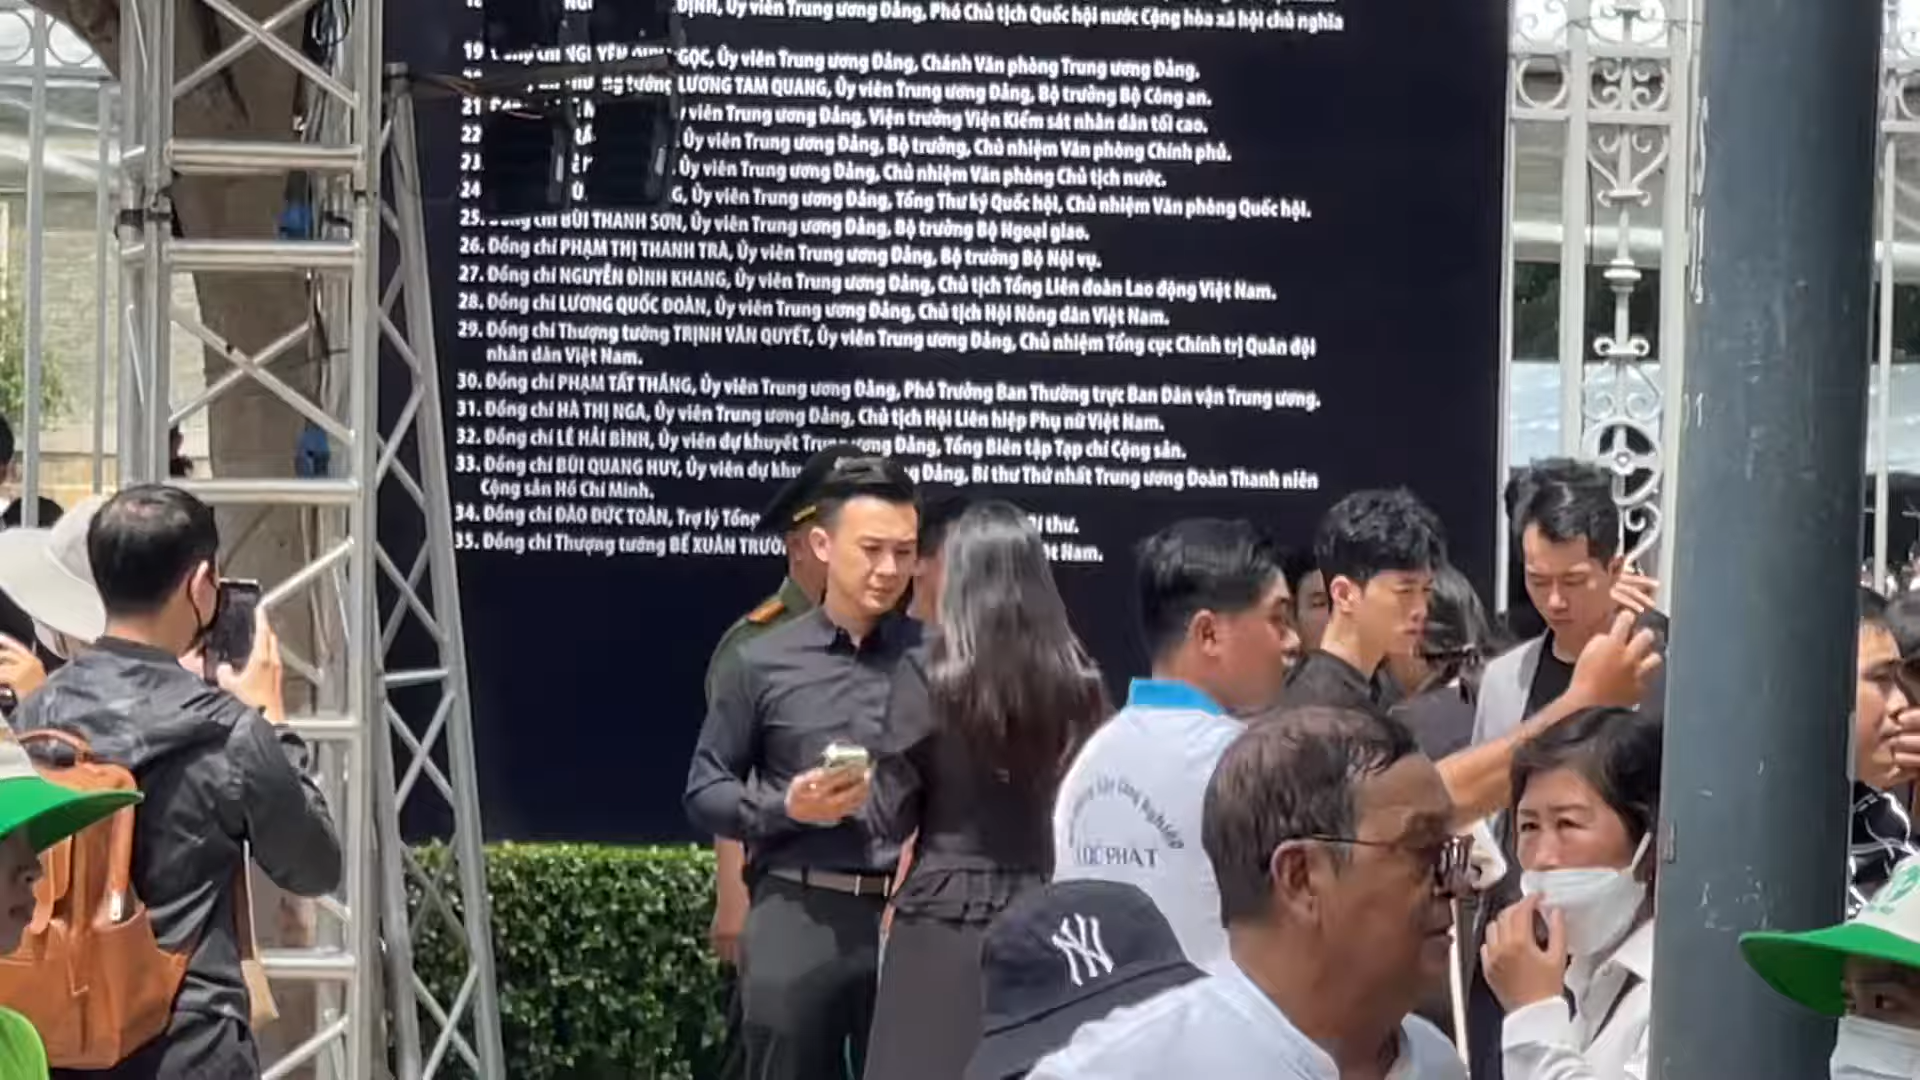 ĐỊNH, Ủy viên Trung ương Đảng, Phó Chủ tịch Quốc hội nước Cộng hòa xã hội chủ nghĩa
19 GỌC, Ủy viên Trung ương Đảng, Chánh Văn phòng Trung ương Đảng.
tướng LƯƠNG TAM QUANG, Ủy viên Trung ương Đảng, Bộ trưởng Bộ Công an.
21 viên Trung ương Đảng, Viện trưởng Viện Kiểm sát nhân dân tối cao.
22 Ủy viên Trung ương Đảng, Bộ trưởng, Chủ nhiệm Văn phòng Chính phủ.
23 Ủy viên Trung ương Đảng, Chủ nhiệm Văn phòng Chủ tịch nước.
24 G, Ủy viên Trung ương Đảng, Tổng Thư ký Quốc hội, Chủ nhiệm Văn phòng Quốc hội.
25. Đồng chí BÙI THANH SƠN, Ủy viên Trung ương Đảng, Bộ trưởng Bộ Ngoại giao.
26. Đồng chí PHẠM THỊ THANH TRÀ, Ủy viên Trung ương Đảng, Bộ trưởng Bộ Nội vụ.
27. Đồng chí NGUYỄN ĐÌNH KHANG, Ủy viên Trung ương Đảng, Chủ tịch Tổng Liên đoàn Lao động Việt Nam.
28. Đồng chí LƯƠNG QUỐC ĐOÀN, Ủy viên Trung ương Đảng, Chủ tịch Hội Nông dân Việt Nam.
29. Đồng chí Thượng tướng TRỊNH VĂN QUYẾT, Ủy viên Trung ương Đảng, Chủ nhiệm Tổng cục Chính trị Quân đội
nhân dân Việt Nam.
30. Đồng chí PHẠM TẤT THẮNG, Ủy viên Trung ương Đảng, Phó Trưởng Ban Thường trực Ban Dân vận Trung ương.
31. Đồng chí HÀ THỊ NGA, Ủy viên Trung ương Đảng, Chủ tịch Hội Liên hiệp Phụ nữ Việt Nam.
32. Đồng chí LÊ HẢI BÌNH, Ủy viên dự khuyết Trung ương Đảng, Tổng Biên tập Tạp chí Cộng sản.
33. Đồng chí BÙI QUANG HUY, Ủy viên dự Đảng, Bí thư Thứ nhất Trung ương Đoàn Thanh niên
Cộng sản Hồ Chí Minh.
34. Đồng chí ĐÀO ĐỨC TOÀN, Trợ lý Tổng thư.
35. Đồng chí Thượng tướng BẾ XUÂN Nam.
LỘC PHÁT
NY